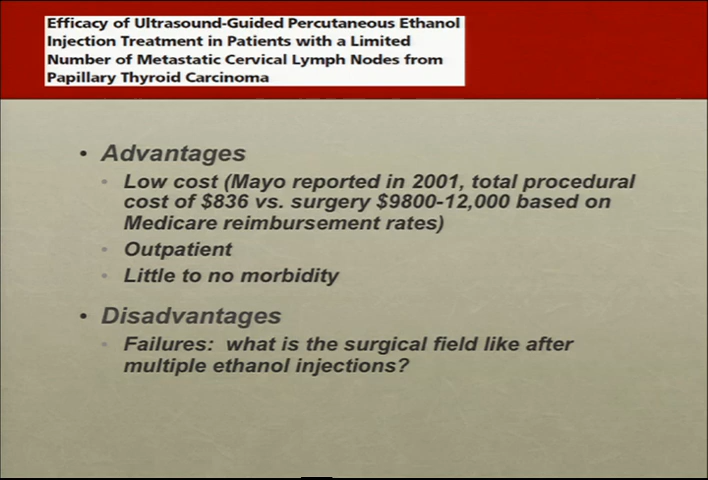 Efficacy of Ultrasound-Guided Percutaneous Ethanol
Injection Treatment in Patients with a Limited
Number of Metastatic Cervical Lymph Nodes from
Papillary Thyroid Carcinoma
• Advantages
• Low cost (Mayo reported in 2001, total procedural
cost of $836 vs. surgery $9800-12,000 based on
Medicare reimbursement rates)
• Outpatient
• Little to no morbidity
• Disadvantages
• Failures: what is the surgical field like after
multiple ethanol injections?